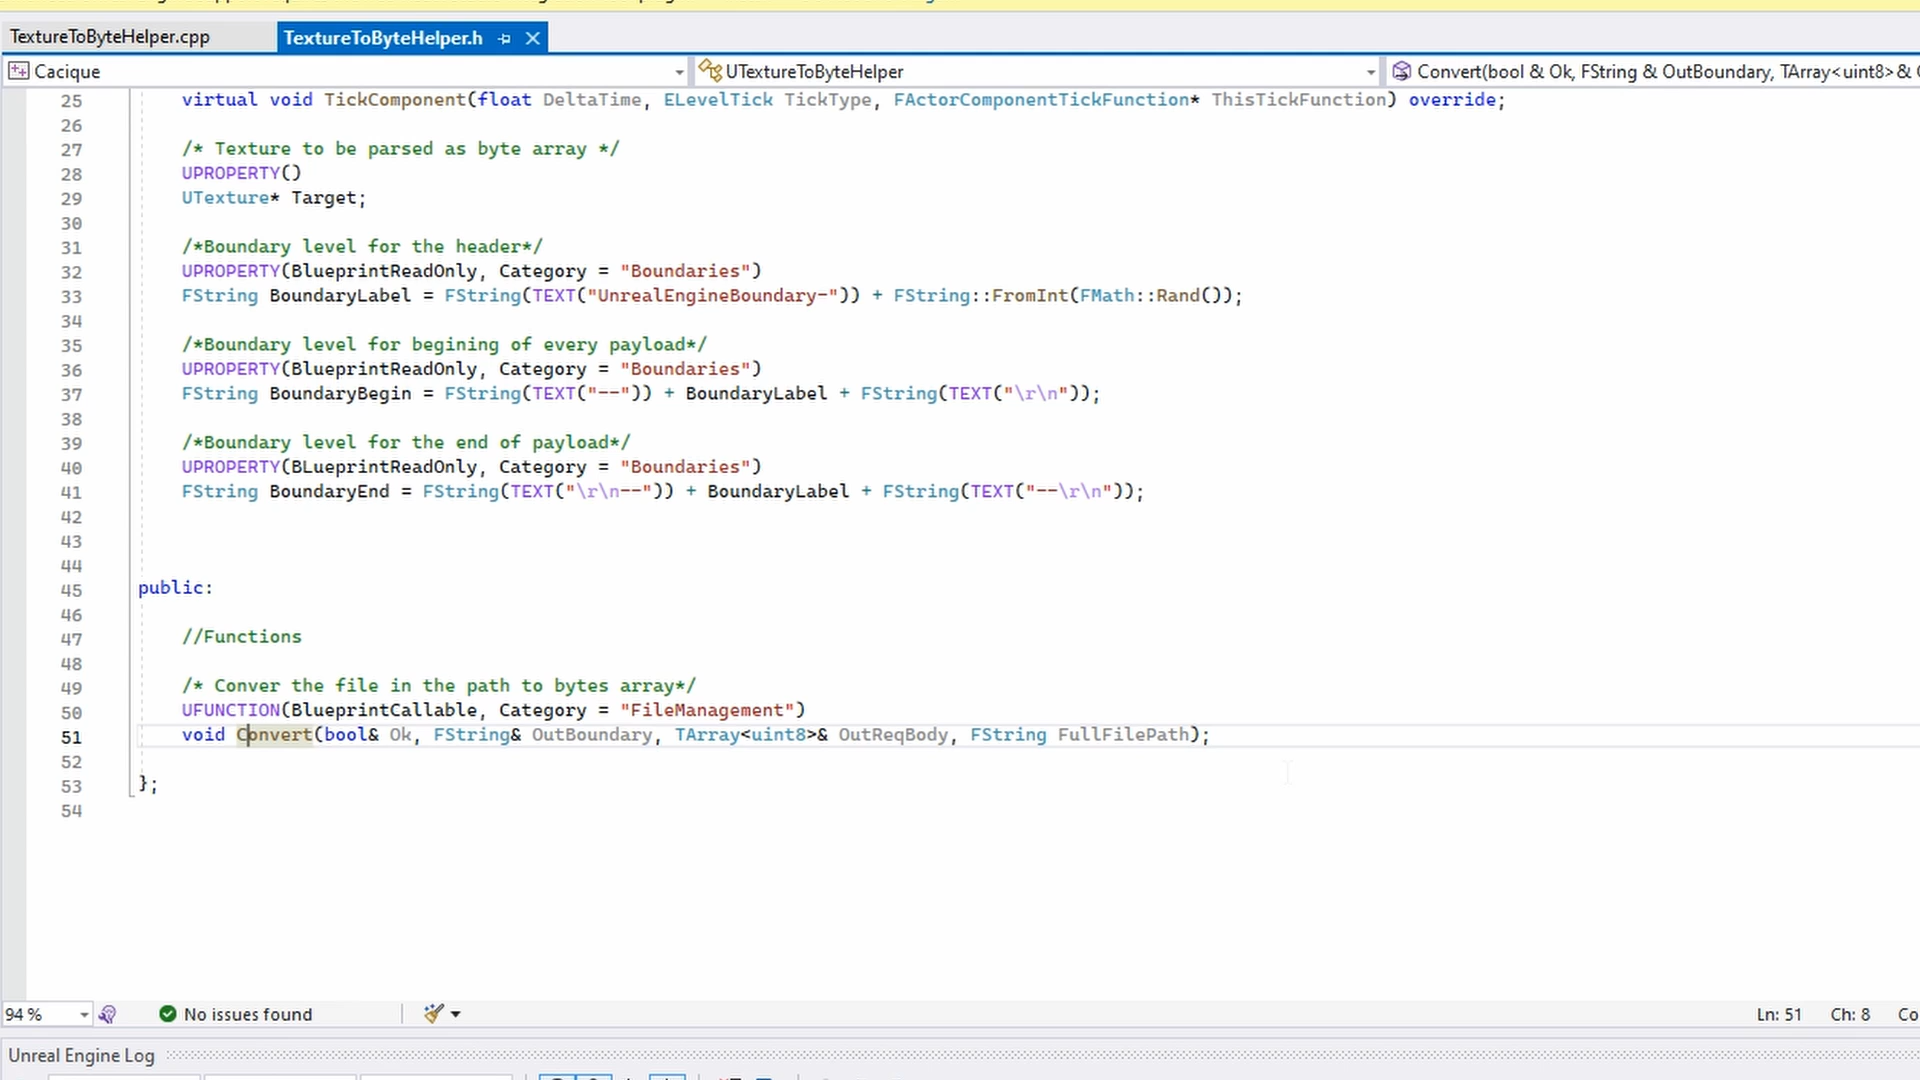 TextureToByteHelper.cpp
TextureToByteHelper.h
Cacique
UTextureToByteHelper
Convert(bool & Ok, FString & OutBoundary, TArray<uint8>&
25 virtual void TickComponent(float DeltaTime, ELevelTick TickType, FActorComponentTickFunction* ThisTickFunction) override;
26
27 /* Texture to be parsed as byte array */
28 UPROPERTY()
29 UTexture* Target;
30
31 /*Boundary level for the header*/
32 UPROPERTY(BlueprintReadOnly, Category = "Boundaries")
33 FString BoundaryLabel = FString(TEXT("UnrealEngineBoundary-")) + FString::FromInt(FMath::Rand());
34
35 /*Boundary level for begining of every payload*/
36 UPROPERTY(BlueprintReadOnly, Category = "Boundaries")
37 FString BoundaryBegin = FString(TEXT("--")) + BoundaryLabel + FString(TEXT("\r\n"));
38
39 /*Boundary level for the end of payload*/
40 UPROPERTY(BLueprintReadOnly, Category = "Boundaries")
41 FString BoundaryEnd = FString(TEXT("\r\n--")) + BoundaryLabel + FString(TEXT("--\r\n"));
42
43
44
45 public:
46
47 //Functions
48
49 /* Conver the file in the path to bytes array*/
50 UFUNCTION(BlueprintCallable, Category = "FileManagement")
51 void Convert(bool& Ok, FString& OutBoundary, TArray<uint8>& OutReqBody, FString FullFilePath);
52
53 };
54
94 %
No issues found
Ln: 51
Ch: 8
Co
Unreal Engine Log